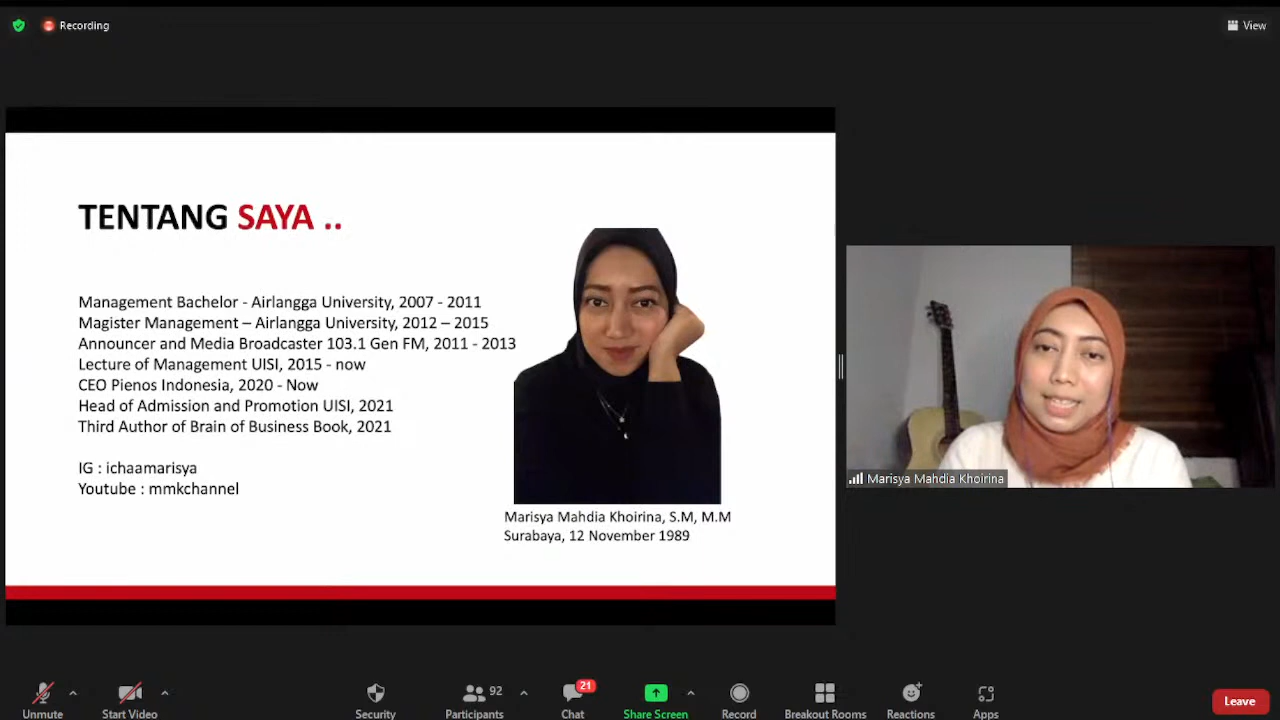 Recording
View
TENTANG SAYA ..
Management Bachelor - Airlangga University, 2007 - 2011
Magister Management – Airlangga University, 2012 – 2015
Announcer and Media Broadcaster 103.1 Gen FM, 2011 - 2013
Lecture of Management UISI, 2015 - now
CEO Pienos Indonesia, 2020 - Now
Head of Admission and Promotion UISI, 2021
Third Author of Brain of Business Book, 2021
IG : ichaamarisya
Youtube : mmkchannel
Marisya Mahdia Khoirina, S.M, M.M
Surabaya, 12 November 1989
Marisya Mahdia Khoirina
Unmute
Start Video
Security
92
Participants
21
Chat
Share Screen
Record
Breakout Rooms
Reactions
Apps
Leave